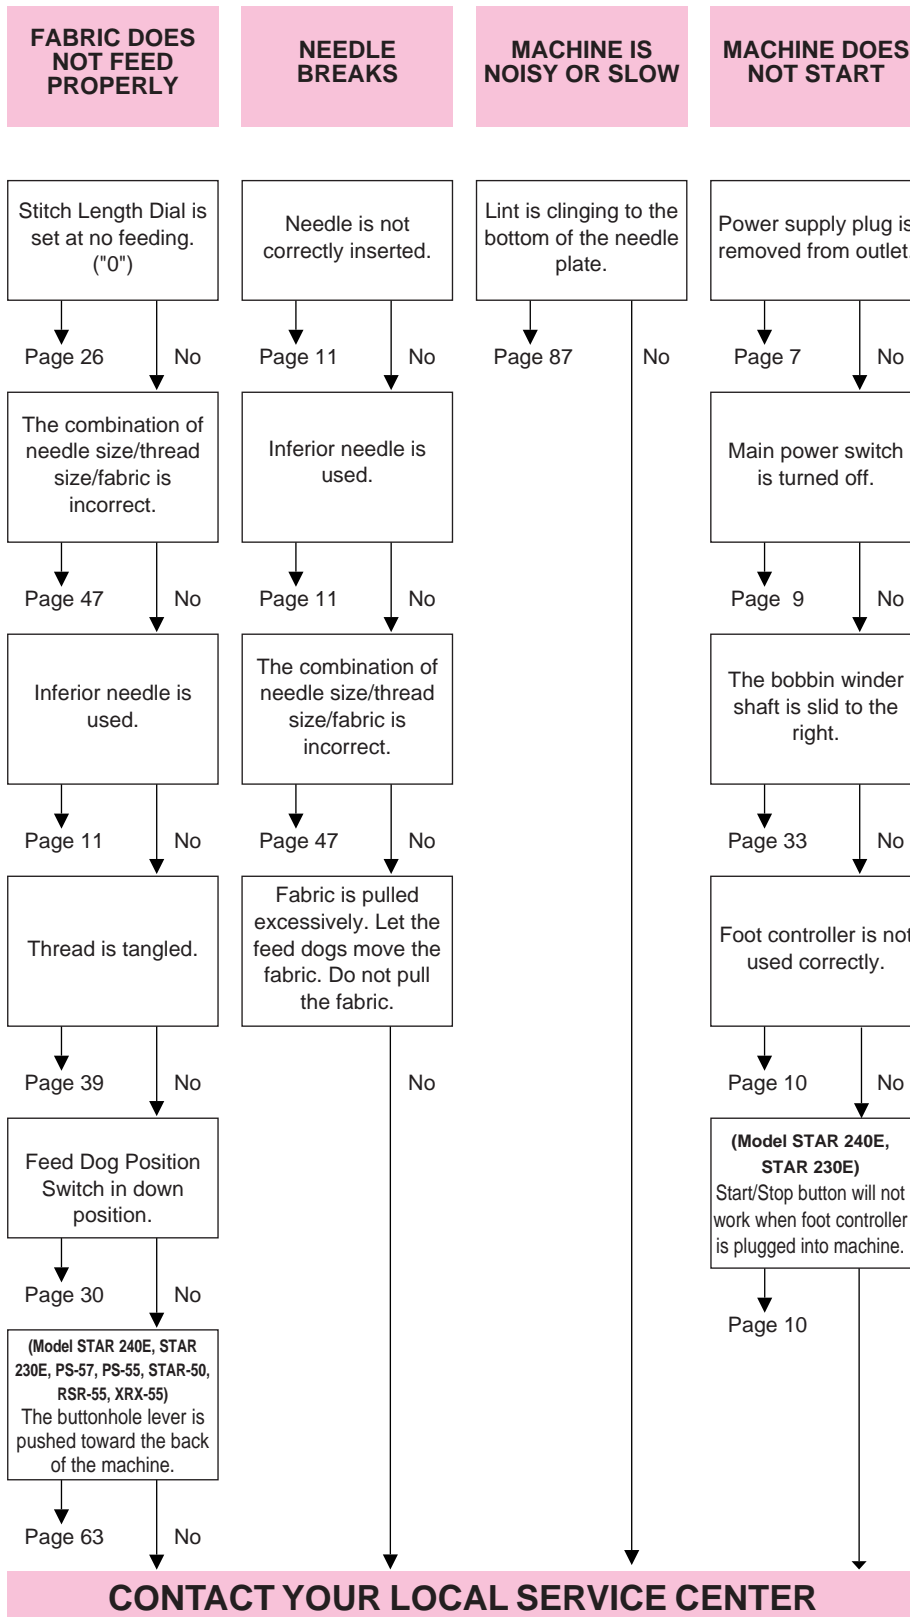 FABRIC DOES
NOT FEED
PROPERLY
Stitch Length Dial is
set at no feeding.
("0")
Page 26 No
The combination of
needle size/thread
size/fabric is
incorrect.
Page 47 No
Inferior needle is
used.
Page 11 No
Thread is tangled.
Page 39 No
Feed Dog Position
Switch in down
position.
Page 30 No
(Model STAR 240E, STAR
230E, PS-57, PS-55, STAR-50,
RSR-55, XRX-55)
The buttonhole lever is
pushed toward the back
of the machine.
Page 63 No
NEEDLE
BREAKS
Needle is not
correctly inserted.
Page 11 No
Inferior needle is
used.
Page 11 No
The combination of
needle size/thread
size/fabric is
incorrect.
Page 47 No
Fabric is pulled
excessively. Let the
feed dogs move the
fabric. Do not pull
the fabric.
No
MACHINE IS
NOISY OR SLOW
Lint is clinging to the
bottom of the needle
plate.
Page 87 No
MACHINE DOES
NOT START
Power supply plug is
removed from outlet.
Page 7 No
Main power switch
is turned off.
Page 9 No
The bobbin winder
shaft is slid to the
right.
Page 33 No
Foot controller is not
used correctly.
Page 10 No
(Model STAR 240E,
STAR 230E)
Start/Stop button will not
work when foot controller
is plugged into machine.
Page 10
CONTACT YOUR LOCAL SERVICE CENTER